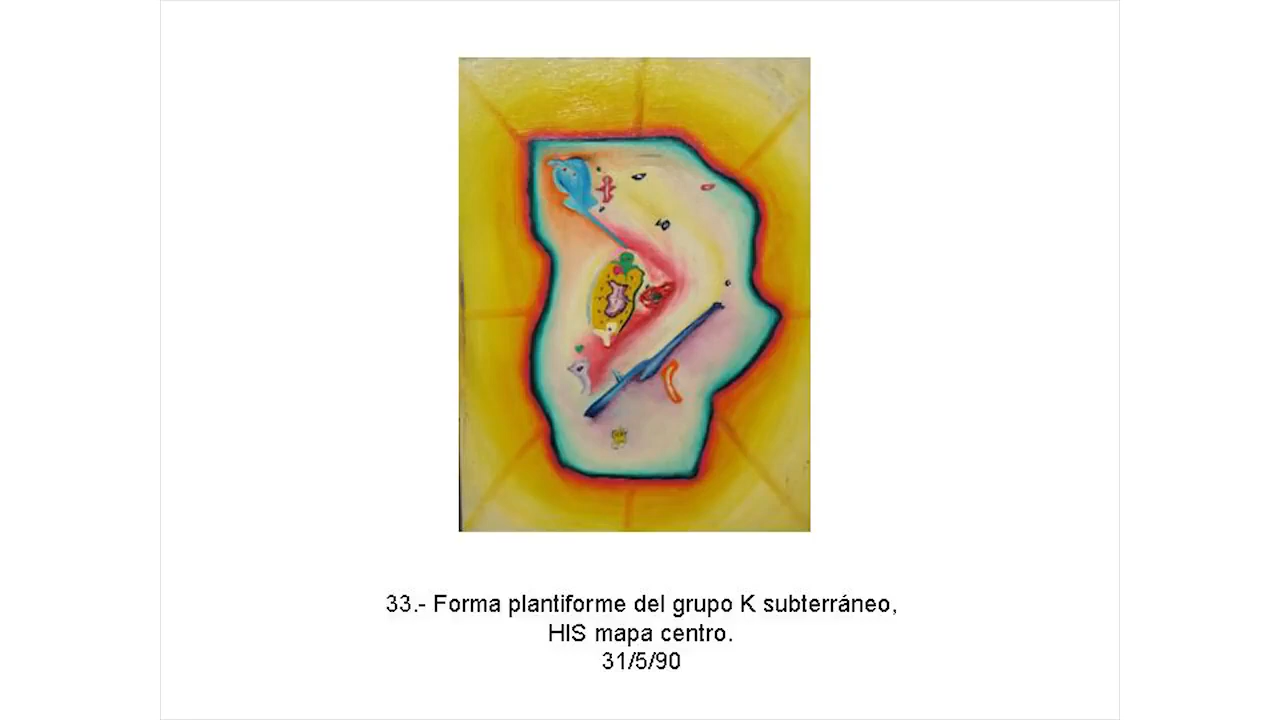 33.- Forma plantiforme del grupo K subterráneo,
HIS mapa centro.
31/5/90